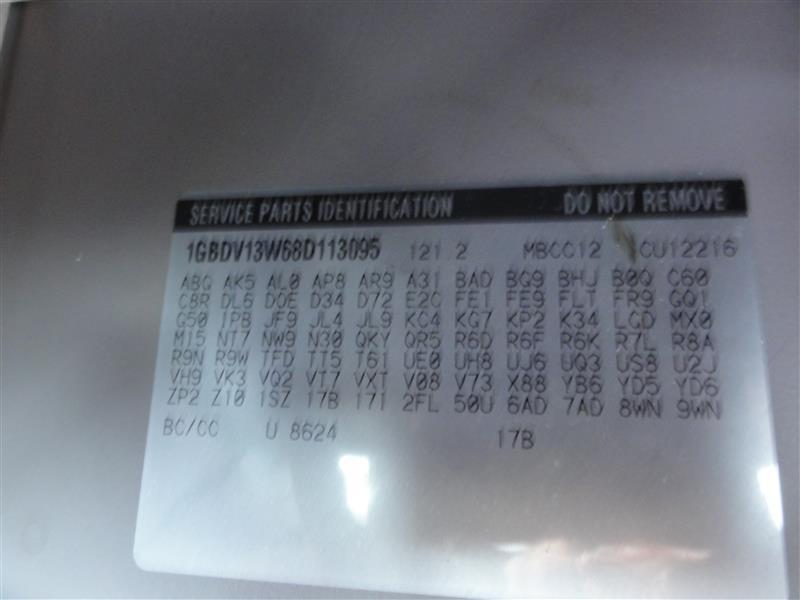 SERVICE PARTS IDENTIFICATION DO NOT REMOVE
1GBDV13W68D113095 121.2 MBCC12 CU12216
ABQ AK5 AL0 AP8 AR9 A31 BAD BG9 BHJ B0Q C60
C8R DL6 DOE D34 D72 E2C FE1 FE9 FLT FR9 GQ1
G50 IPB JF9 JL4 JL9 KC4 KG7 KP2 K34 LGD MX0
M15 NT7 NW9 N30 QKY QR5 R6D R6F R6K R7L R8A
R9N R9W TFD TT5 T61 UE0 UH8 UJ6 UQ3 US8 U2J
VH9 VK3 VQ2 VT7 VXT V08 V73 X88 YB6 YD5 YD6
ZP2 Z10 1SZ 17B 171 2FL 50U 6AD 7AD 8WN 9WN
BC/CC U 8624 17B